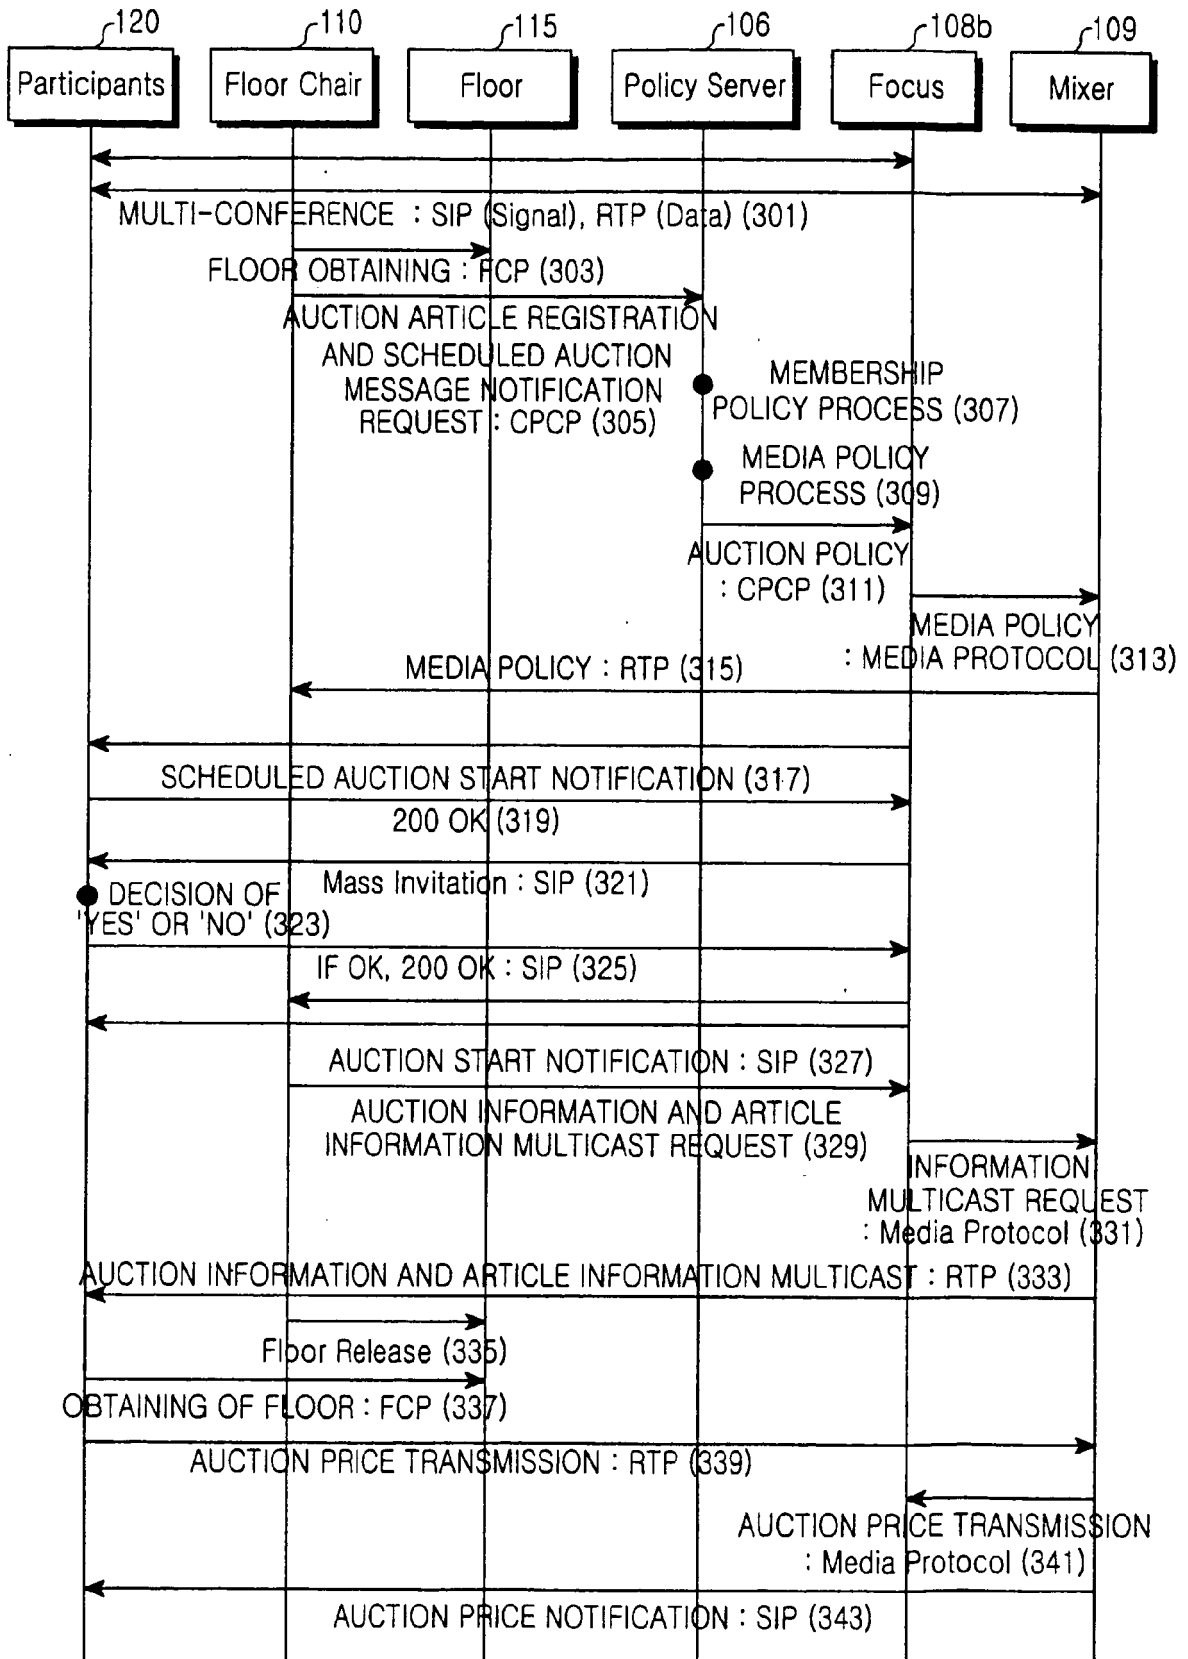 120 110 115 106 108b 109
Participants Floor Chair Floor Policy Server Focus Mixer
MULTI-CONFERENCE : SIP (Signal), RTP (Data) (301)
FLOOR OBTAINING : FCP (303)
AUCTION ARTICLE REGISTRATION
AND SCHEDULED AUCTION
MESSAGE NOTIFICATION
REQUEST : CPCP (305)
MEMBERSHIP
POLICY PROCESS (307)
MEDIA POLICY
PROCESS (309)
AUCTION POLICY
: CPCP (311)
MEDIA POLICY
: MEDIA PROTOCOL (313)
MEDIA POLICY : RTP (315)
SCHEDULED AUCTION START NOTIFICATION (317)
200 OK (319)
Mass Invitation : SIP (321)
DECISION OF
'YES' OR 'NO' (323)
IF OK, 200 OK : SIP (325)
AUCTION START NOTIFICATION : SIP (327)
AUCTION INFORMATION AND ARTICLE
INFORMATION MULTICAST REQUEST (329)
INFORMATION
MULTICAST REQUEST
: Media Protocol (331)
AUCTION INFORMATION AND ARTICLE INFORMATION MULTICAST : RTP (333)
Floor Release (335)
OBTAINING OF FLOOR : FCP (337)
AUCTION PRICE TRANSMISSION : RTP (339)
AUCTION PRICE TRANSMISSION
: Media Protocol (341)
AUCTION PRICE NOTIFICATION : SIP (343)